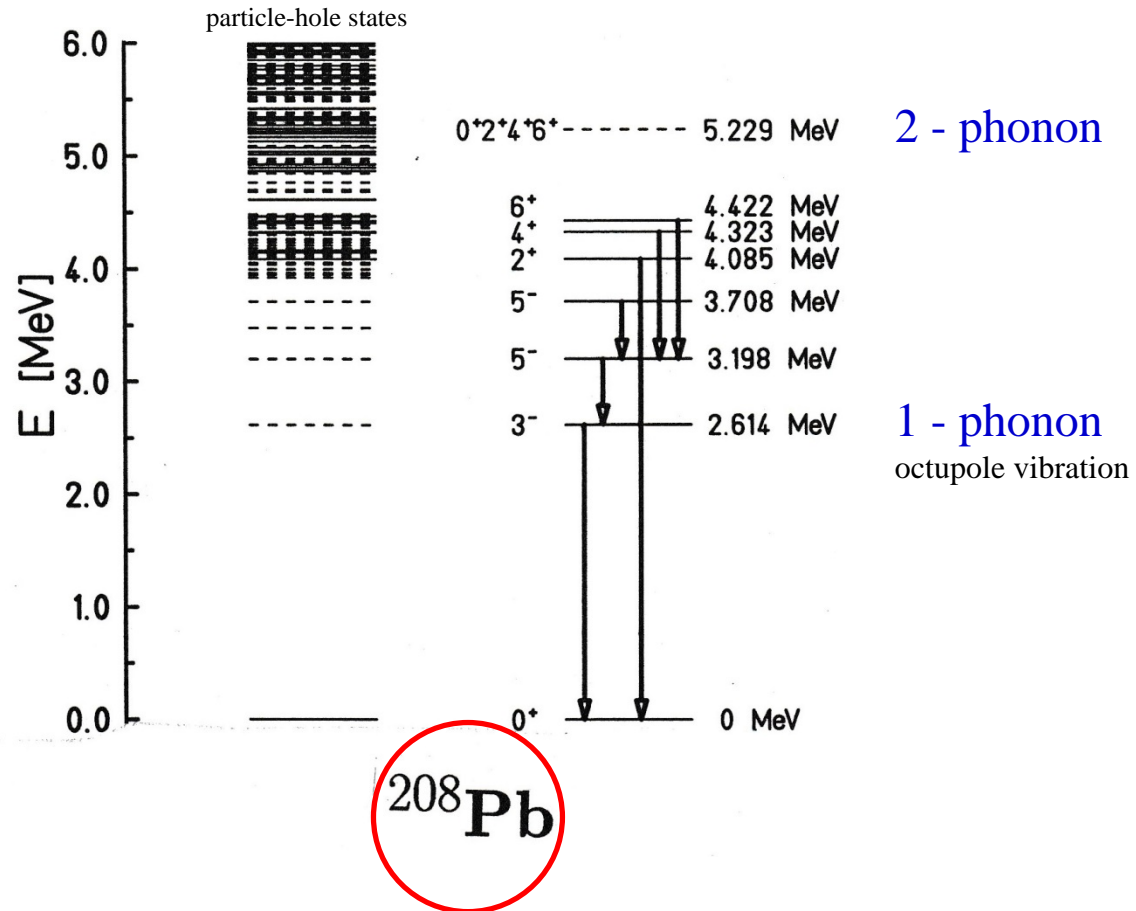 particle-hole states
6.0
5.0
4.0
3.0
2.0
1.0
0.0
E [MeV]
0⁺2⁺4⁺6⁺ 5.229 MeV
6⁺ 4.422 MeV
4⁺ 4.323 MeV
2⁺ 4.085 MeV
5⁻ 3.708 MeV
5⁻ 3.198 MeV
3⁻ 2.614 MeV
0⁺ 0 MeV
2 - phonon
1 - phonon
octupole vibration
²⁰⁸Pb